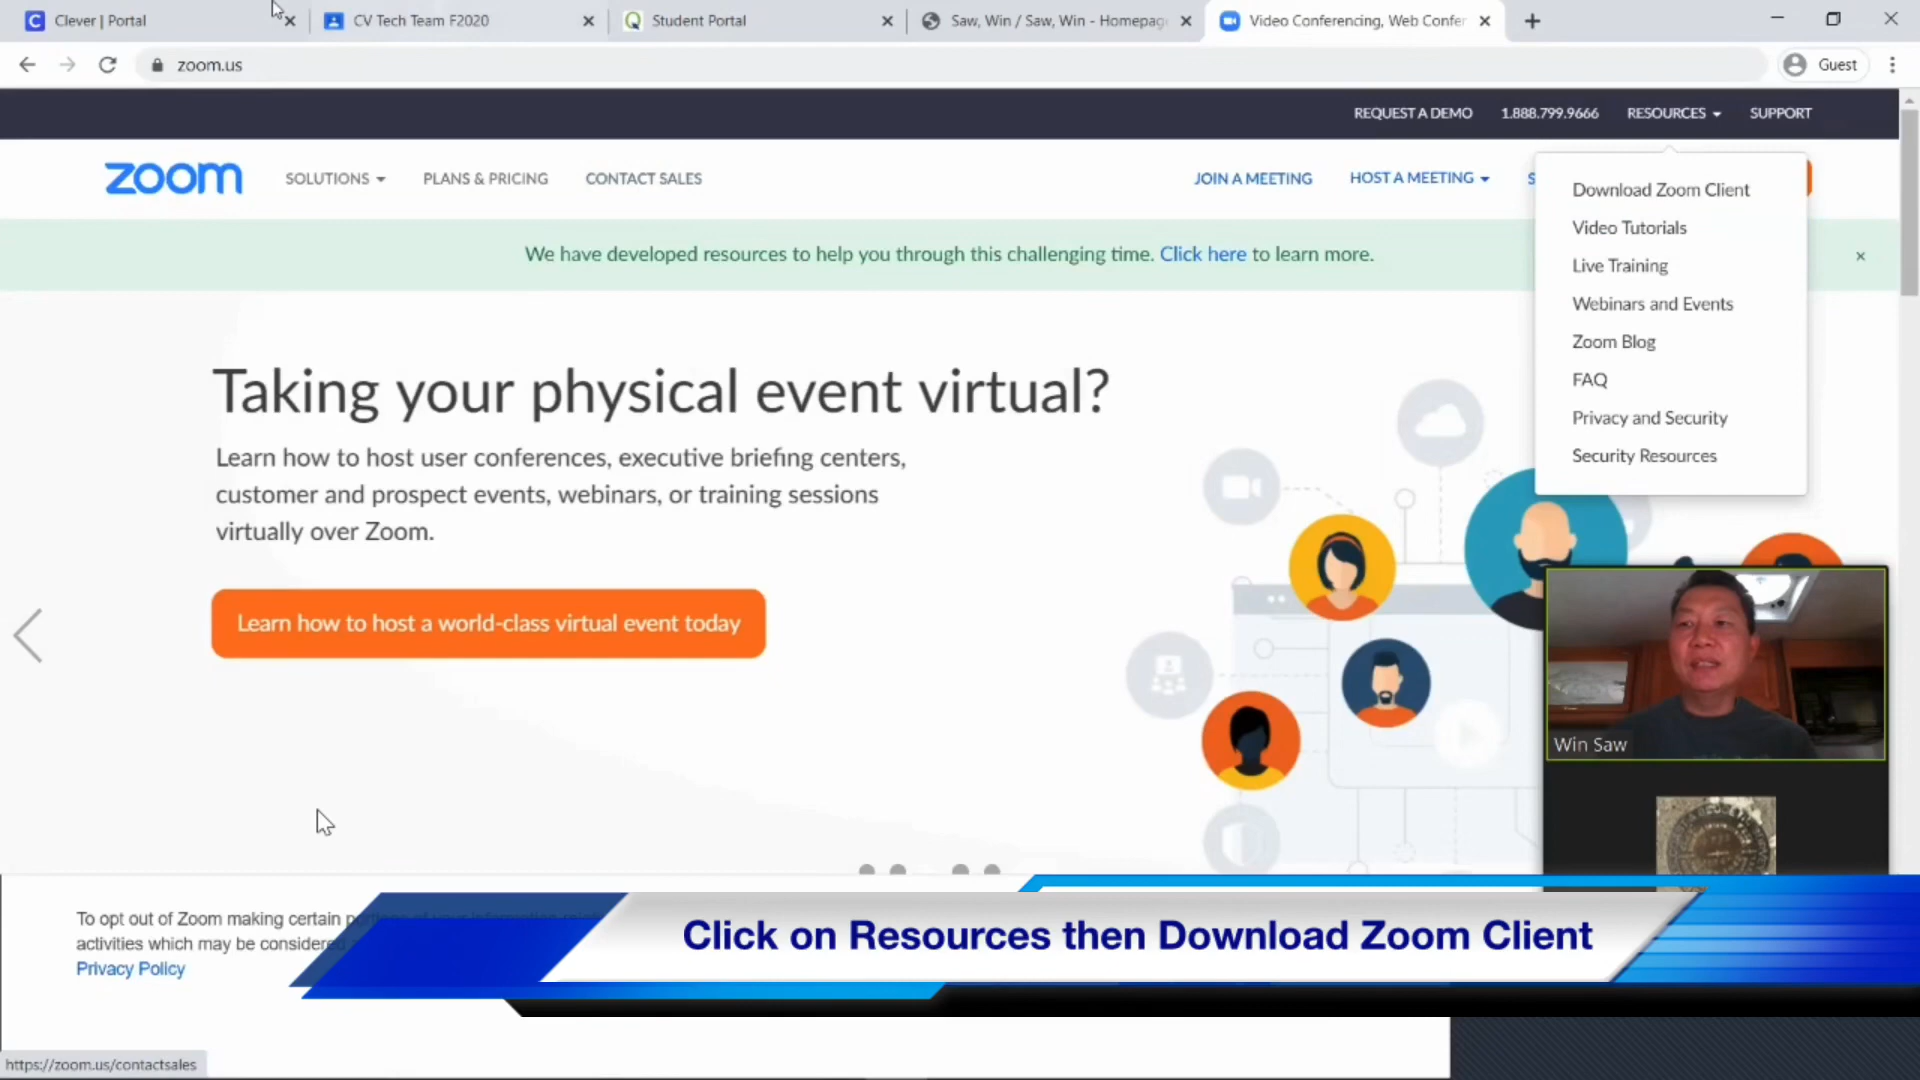 Clever | Portal
CV Tech Team F2020
Student Portal
Saw, Win / Saw, Win - Homepag
Video Conferencing, Web Confer
zoom.us
Guest
REQUEST A DEMO
1.888.799.9666
RESOURCES
SUPPORT
zoom
SOLUTIONS
PLANS & PRICING
CONTACT SALES
JOIN A MEETING
HOST A MEETING
S
Download Zoom Client
Video Tutorials
Live Training
Webinars and Events
Zoom Blog
FAQ
Privacy and Security
Security Resources
We have developed resources to help you through this challenging time. Click here to learn more.
Taking your physical event virtual?
Learn how to host user conferences, executive briefing centers,
customer and prospect events, webinars, or training sessions
virtually over Zoom.
Learn how to host a world-class virtual event today
Win Saw
To opt out of Zoom making certain
activities which may be considered
Privacy Policy
Click on Resources then Download Zoom Client
https://zoom.us/contactsales